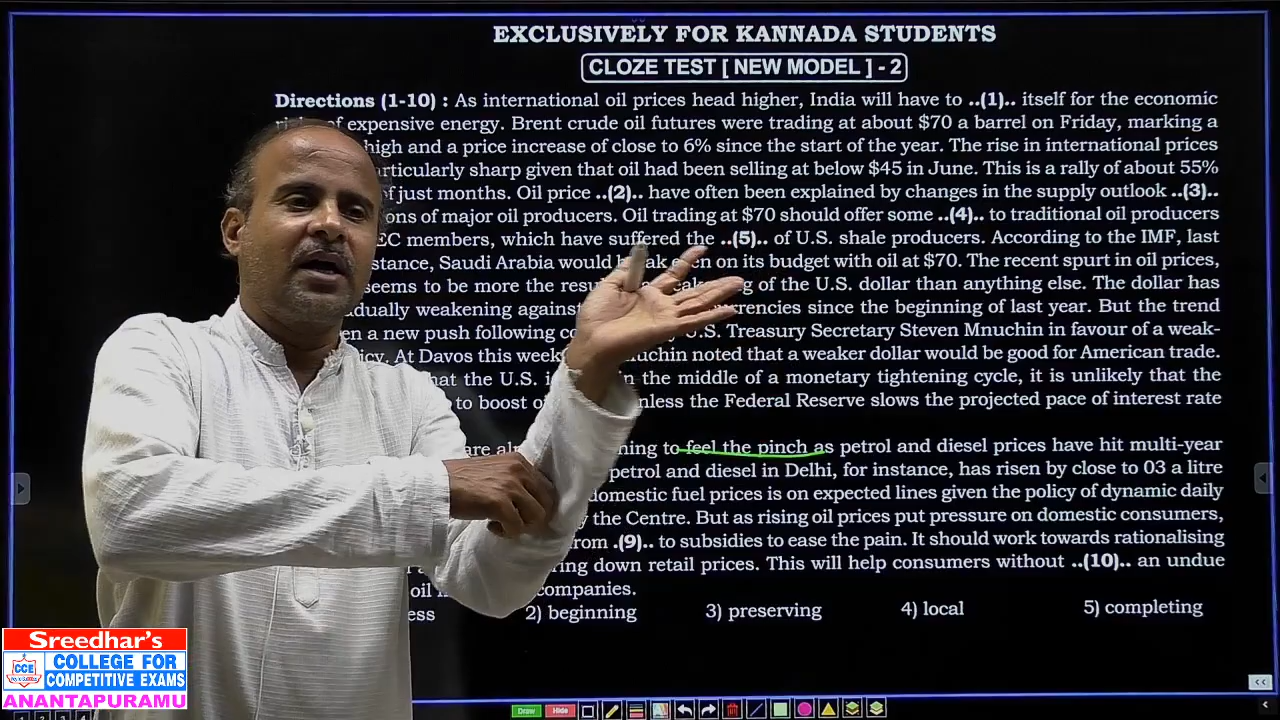 EXCLUSIVELY FOR KANNADA STUDENTS
CLOZE TEST [ NEW MODEL ] - 2
Directions (1-10) : As international oil prices head higher, India will have to ..(1).. itself for the economic
of expensive energy. Brent crude oil futures were trading at about $70 a barrel on Friday, marking a
high and a price increase of close to 6% since the start of the year. The rise in international prices
particularly sharp given that oil had been selling at below $45 in June. This is a rally of about 55%
of just months. Oil price ..(2).. have often been explained by changes in the supply outlook ..(3)..
of major oil producers. Oil trading at $70 should offer some ..(4).. to traditional oil producers
members, which have suffered the ..(5).. of U.S. shale producers. According to the IMF, last
Saudi Arabia would break even on its budget with oil at $70. The recent spurt in oil prices,
seems to be more the of the U.S. dollar than anything else. The dollar has
weakening against since the beginning of last year. But the trend
a new push following U.S. Treasury Secretary Steven Mnuchin in favour of a weak-
At Davos this week noted that a weaker dollar would be good for American trade.
that the U.S. the middle of a monetary tightening cycle, it is unlikely that the
to boost unless the Federal Reserve slows the projected pace of interest rate
are to feel the pinch as petrol and diesel prices have hit multi-year
petrol and diesel in Delhi, for instance, has risen by close to 03 a litre
domestic fuel prices is on expected lines given the policy of dynamic daily
by the Centre. But as rising oil prices put pressure on domestic consumers,
from .(9).. to subsidies to ease the pain. It should work towards rationalising
down retail prices. This will help consumers without ..(10).. an undue
oil companies.
2) beginning 3) preserving 4) local 5) completing
Sreedhar's
CCE
COLLEGE FOR
COMPETITIVE EXAMS
ANANTAPURAMU
Draw Hide